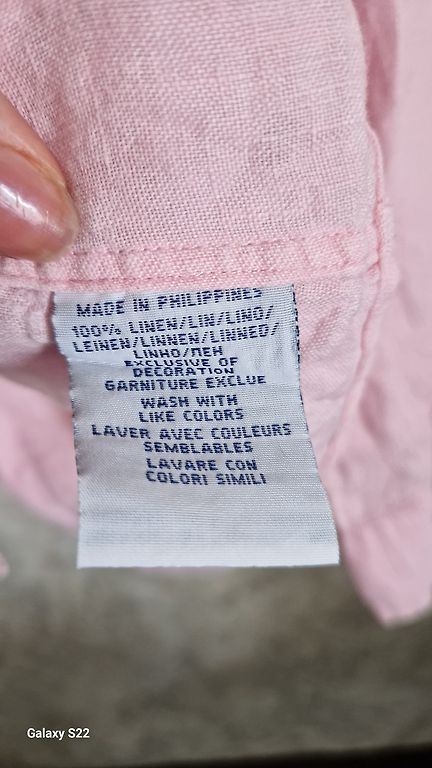 MADE IN PHILIPPINES
100% LINEN/LIN/LINO/
LEINEN/LINNEN/LINNED/
LINHO/ЛЕН
EXCLUSIVE OF
DECORATION
GARNITURE EXCLUE
WASH WITH
LIKE COLORS
LAVER AVEC COULEURS
SEMBLABLES
LAVARE CON
COLORI SIMILI
Galaxy S22